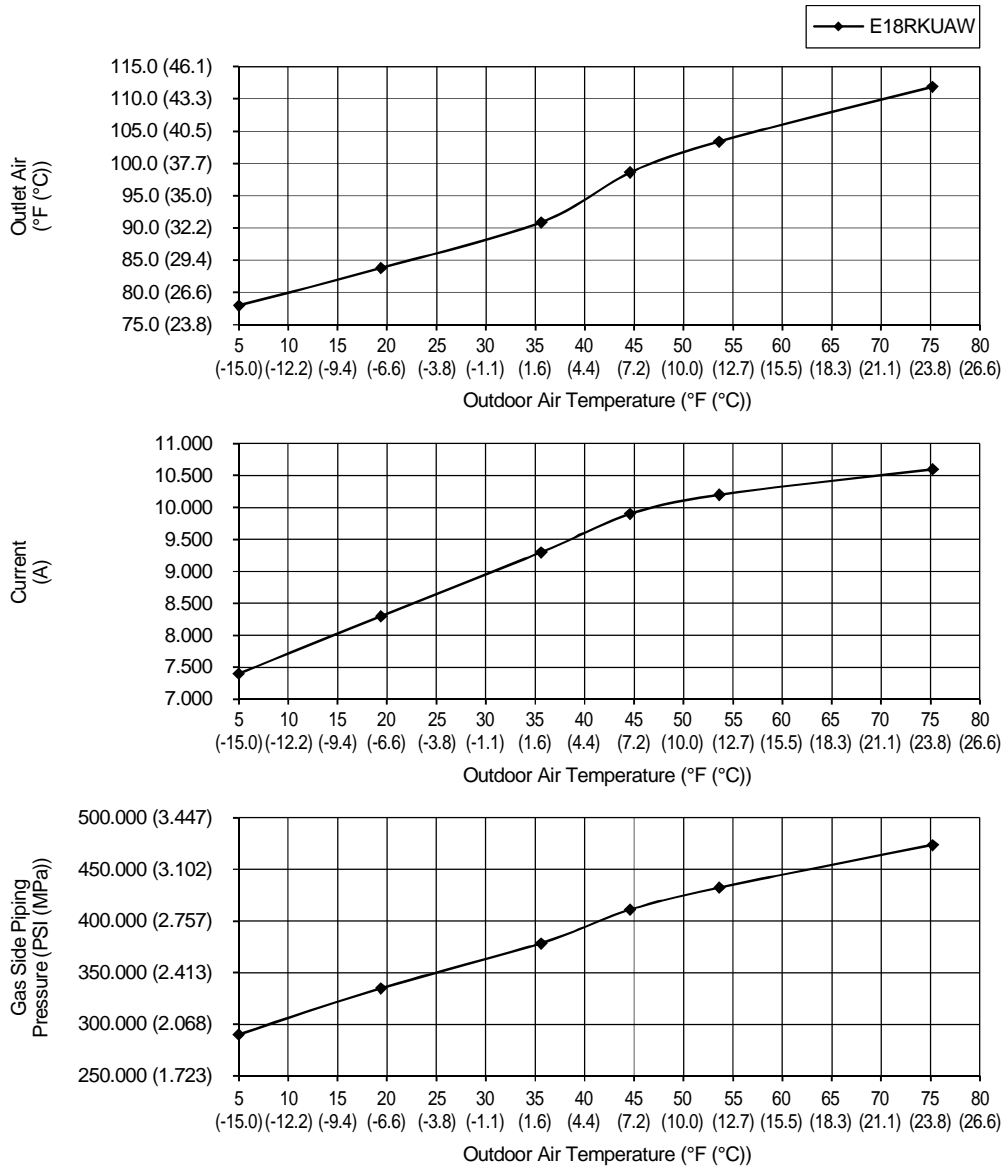 E18RKUAW
Outlet Air
(°F (°C))
115.0 (46.1)
110.0 (43.3)
105.0 (40.5)
100.0 (37.7)
95.0 (35.0)
90.0 (32.2)
85.0 (29.4)
80.0 (26.6)
75.0 (23.8)
5 10 15 20 25 30 35 40 45 50 55 60 65 70 75 80
(-15.0) (-12.2) (-9.4) (-6.6) (-3.8) (-1.1) (1.6) (4.4) (7.2) (10.0) (12.7) (15.5) (18.3) (21.1) (23.8) (26.6)
Outdoor Air Temperature (°F (°C))
Current
(A)
11.000
10.500
10.000
9.500
9.000
8.500
8.000
7.500
7.000
5 10 15 20 25 30 35 40 45 50 55 60 65 70 75 80
(-15.0) (-12.2) (-9.4) (-6.6) (-3.8) (-1.1) (1.6) (4.4) (7.2) (10.0) (12.7) (15.5) (18.3) (21.1) (23.8) (26.6)
Outdoor Air Temperature (°F (°C))
Gas Side Piping
Pressure (PSI (MPa))
500.000 (3.447)
450.000 (3.102)
400.000 (2.757)
350.000 (2.413)
300.000 (2.068)
250.000 (1.723)
5 10 15 20 25 30 35 40 45 50 55 60 65 70 75 80
(-15.0) (-12.2) (-9.4) (-6.6) (-3.8) (-1.1) (1.6) (4.4) (7.2) (10.0) (12.7) (15.5) (18.3) (21.1) (23.8) (26.6)
Outdoor Air Temperature (°F (°C))